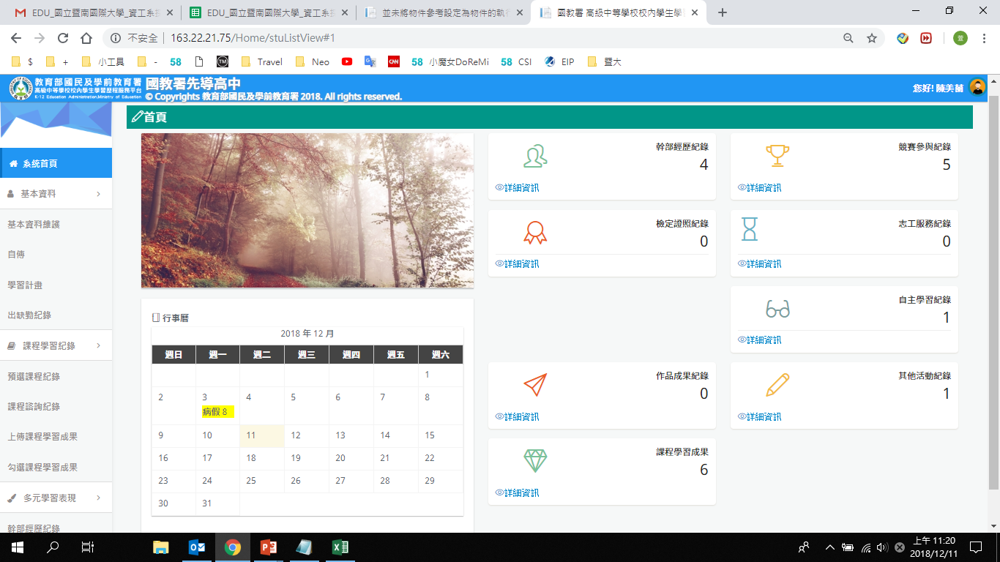 EDU_國立暨南國際大學_資工系
EDU_國立暨南國際大學_資工系
並未將物件參考設定為物件的執行
國教署 高級中等學校校內學生學
不安全 163.22.21.75/Home/stuListView#1
萱
$
+
小工具
-
58
TM
Travel
Neo
CNN
58 小魔女DoReMi
58 CSI
EIP
暨大
教育部國民及學前教育署
高級中等學校校內學生學習歷程服務平台
K-12 Education Administration,Ministry of Education
國教署先導高中
© Copyrights 教育部國民及學前教育署 2018. All rights reserved.
您好! 陳美蘭
系統首頁
基本資料
基本資料維護
自傳
學習計畫
出缺勤紀錄
課程學習紀錄
預選課程紀錄
課程諮詢紀錄
上傳課程學習成果
勾選課程學習成果
多元學習表現
幹部經歷紀錄
首頁
行事曆
2018 年 12 月
週日 週一 週二 週三 週四 週五 週六
1
2 3 4 5 6 7 8
病假 8
9 10 11 12 13 14 15
16 17 18 19 20 21 22
23 24 25 26 27 28 29
30 31
幹部經歷紀錄
4
詳細資訊
競賽參與紀錄
5
詳細資訊
檢定證照紀錄
0
詳細資訊
志工服務紀錄
0
詳細資訊
自主學習紀錄
1
詳細資訊
作品成果紀錄
0
詳細資訊
其他活動紀錄
1
詳細資訊
課程學習成果
6
詳細資訊
上午 11:20
2018/12/11